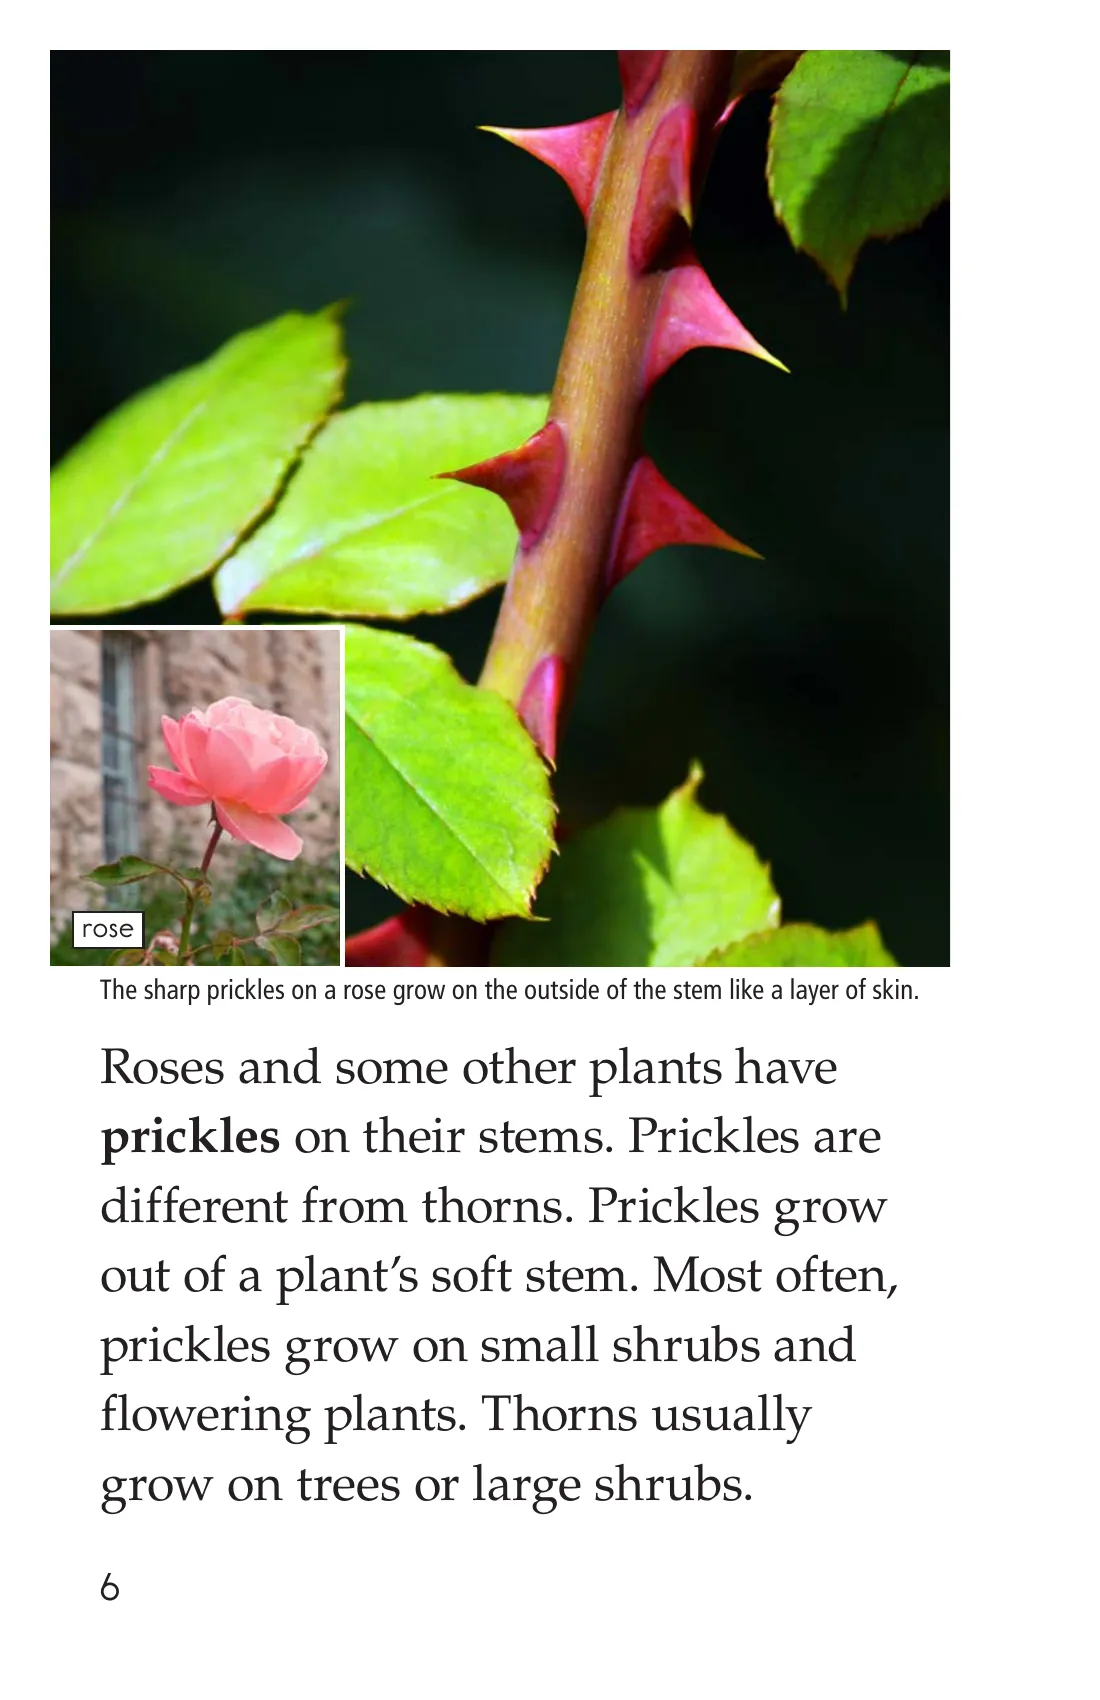 rose
The sharp prickles on a rose grow on the outside of the stem like a layer of skin.
Roses and some other plants have
prickles on their stems. Prickles are
different from thorns. Prickles grow
out of a plant’s soft stem. Most often,
prickles grow on small shrubs and
flowering plants. Thorns usually
grow on trees or large shrubs.
6